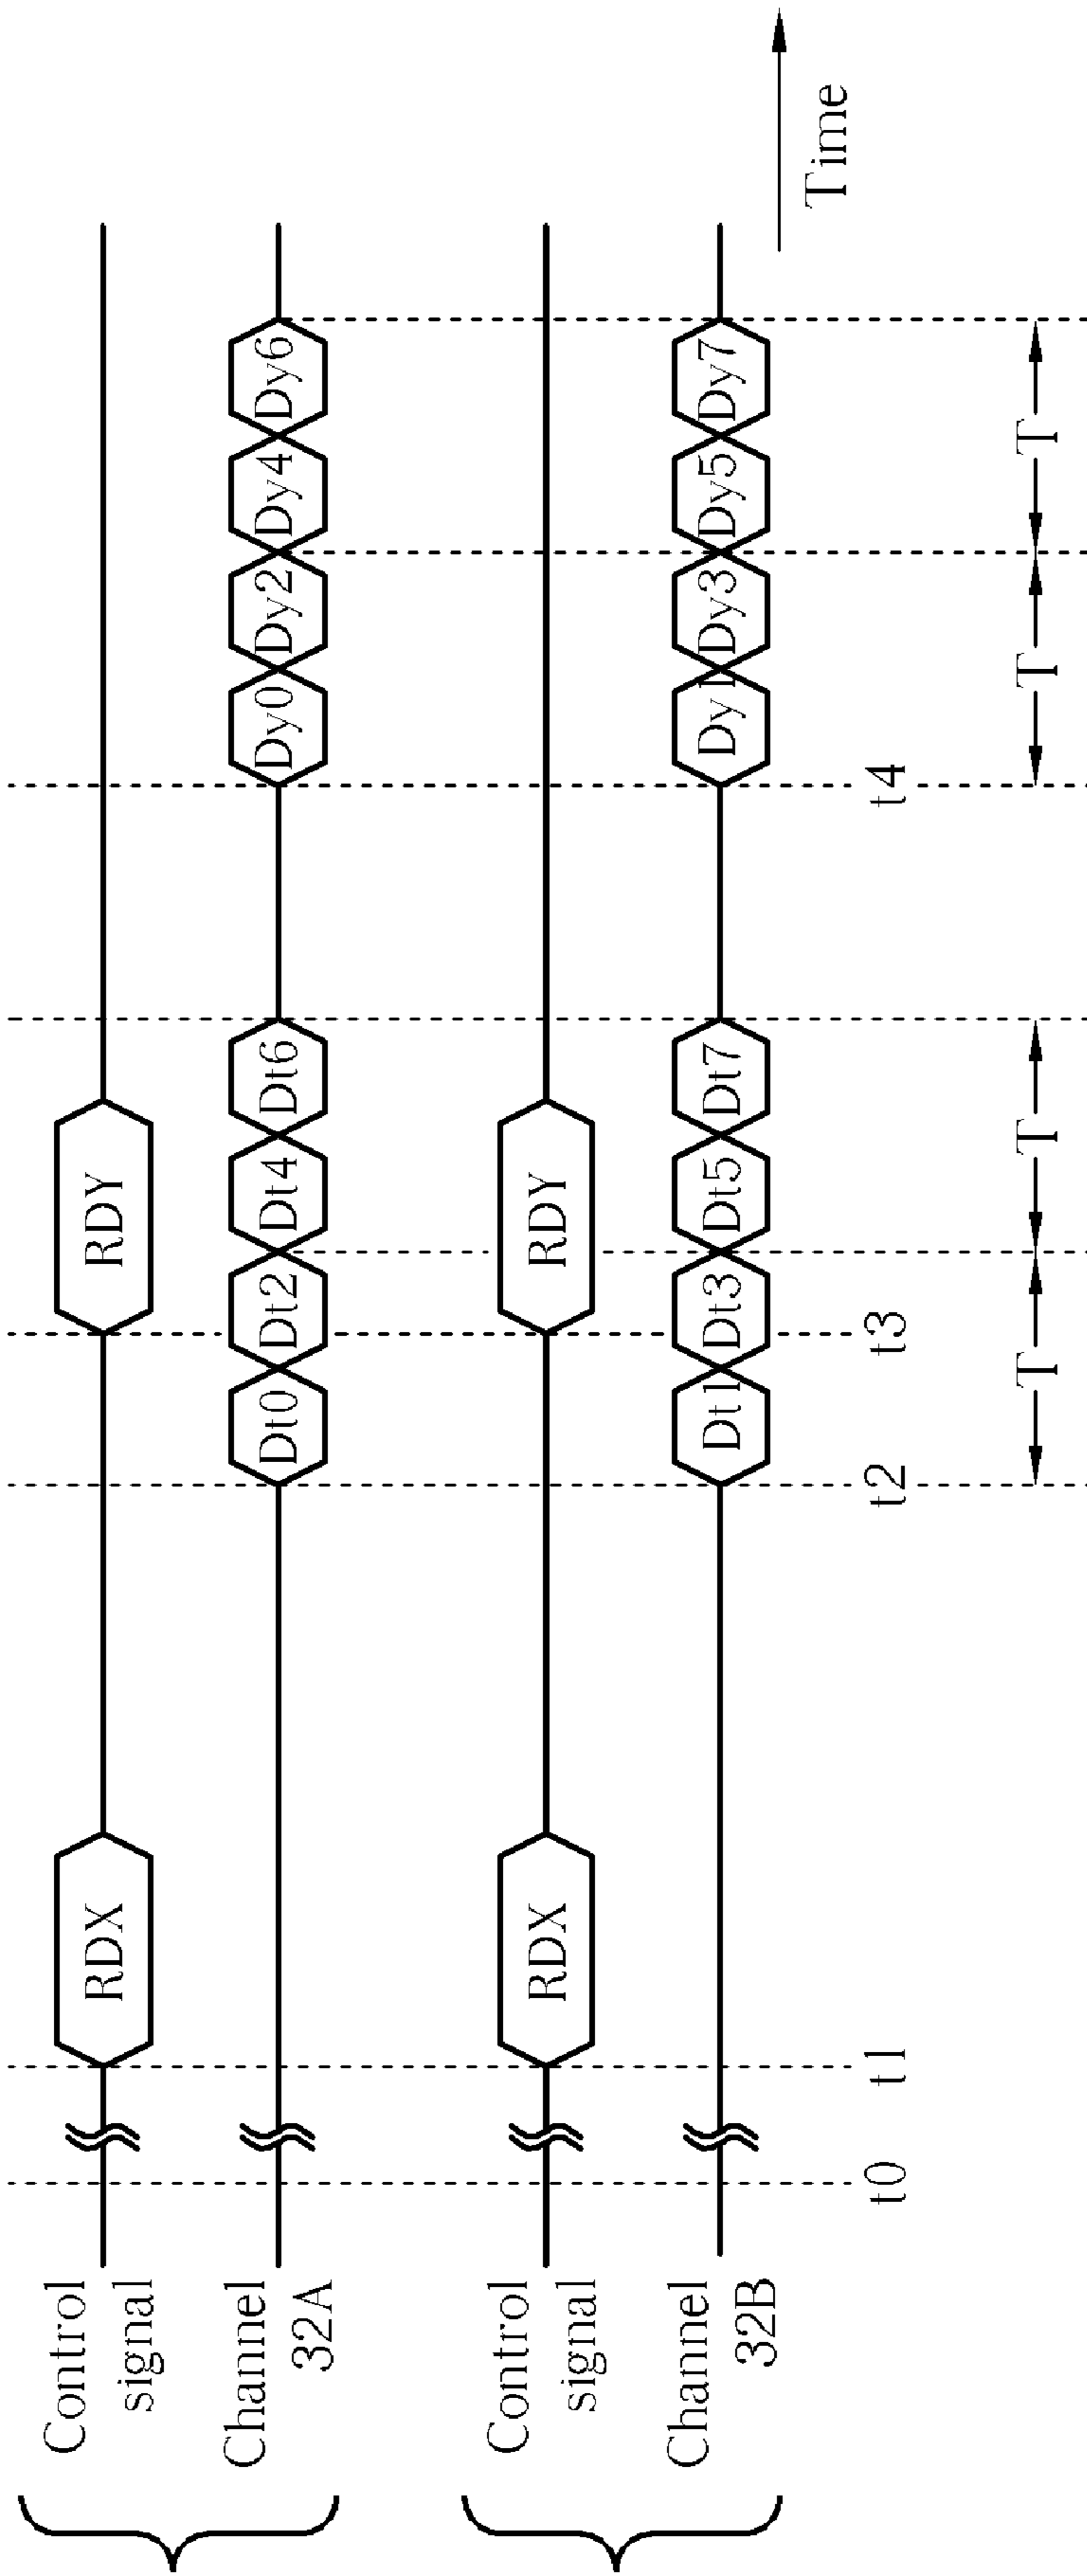 Control
signal
RDX
RDY
Channel
32A
Dt0
Dt2
Dt4
Dt6
Dy0
Dy2
Dy4
Dy6
Control
signal
RDX
RDY
Channel
32B
Dt1
Dt3
Dt5
Dt7
Dy1
Dy3
Dy5
Dy7
Time
t0
t1
t2
t3
t4
T
T
T
T